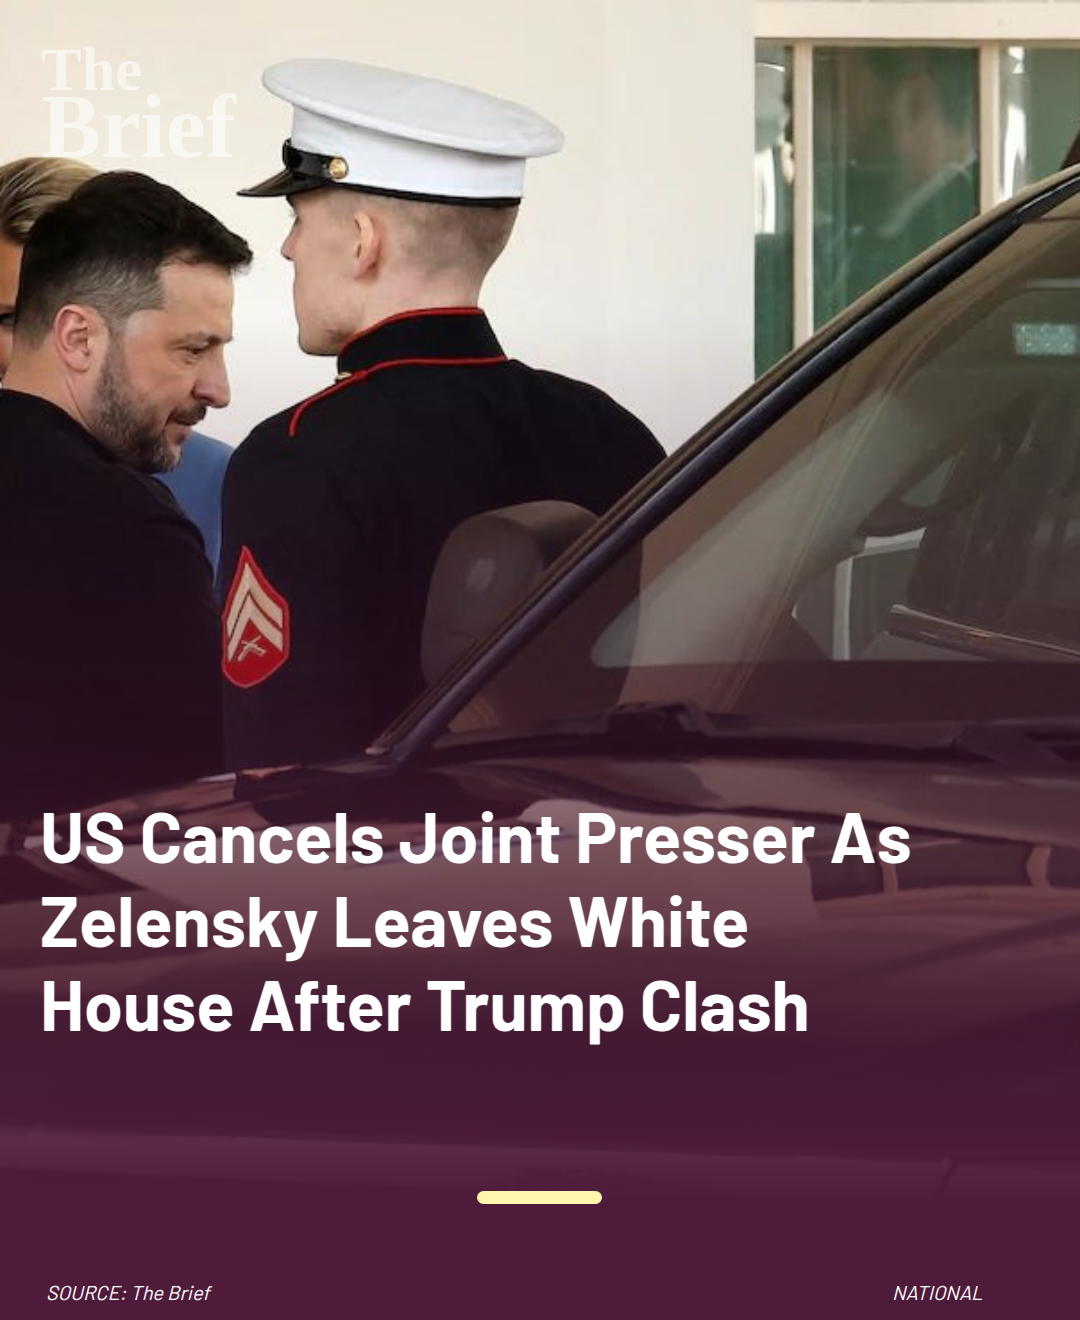 The
Brief
US Cancels Joint Presser As
Zelensky Leaves White
House After Trump Clash
SOURCE: The Brief
NATIONAL